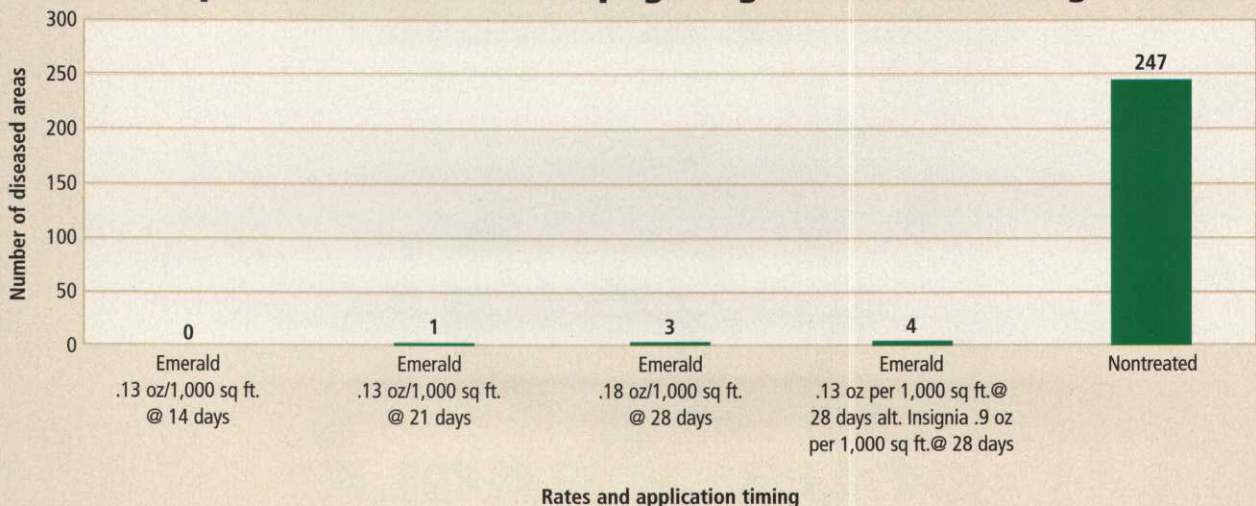 300
250
200
150
100
50
0
Number of diseased areas
0
1
3
4
247
Emerald
.13 oz/1,000 sq ft.
@ 14 days
Emerald
.13 oz/1,000 sq ft.
@ 21 days
Emerald
.18 oz/1,000 sq ft.
@ 28 days
Emerald
.13 oz per 1,000 sq ft.@
28 days alt. Insignia .9 oz
per 1,000 sq ft.@ 28 days
Nontreated
Rates and application timing